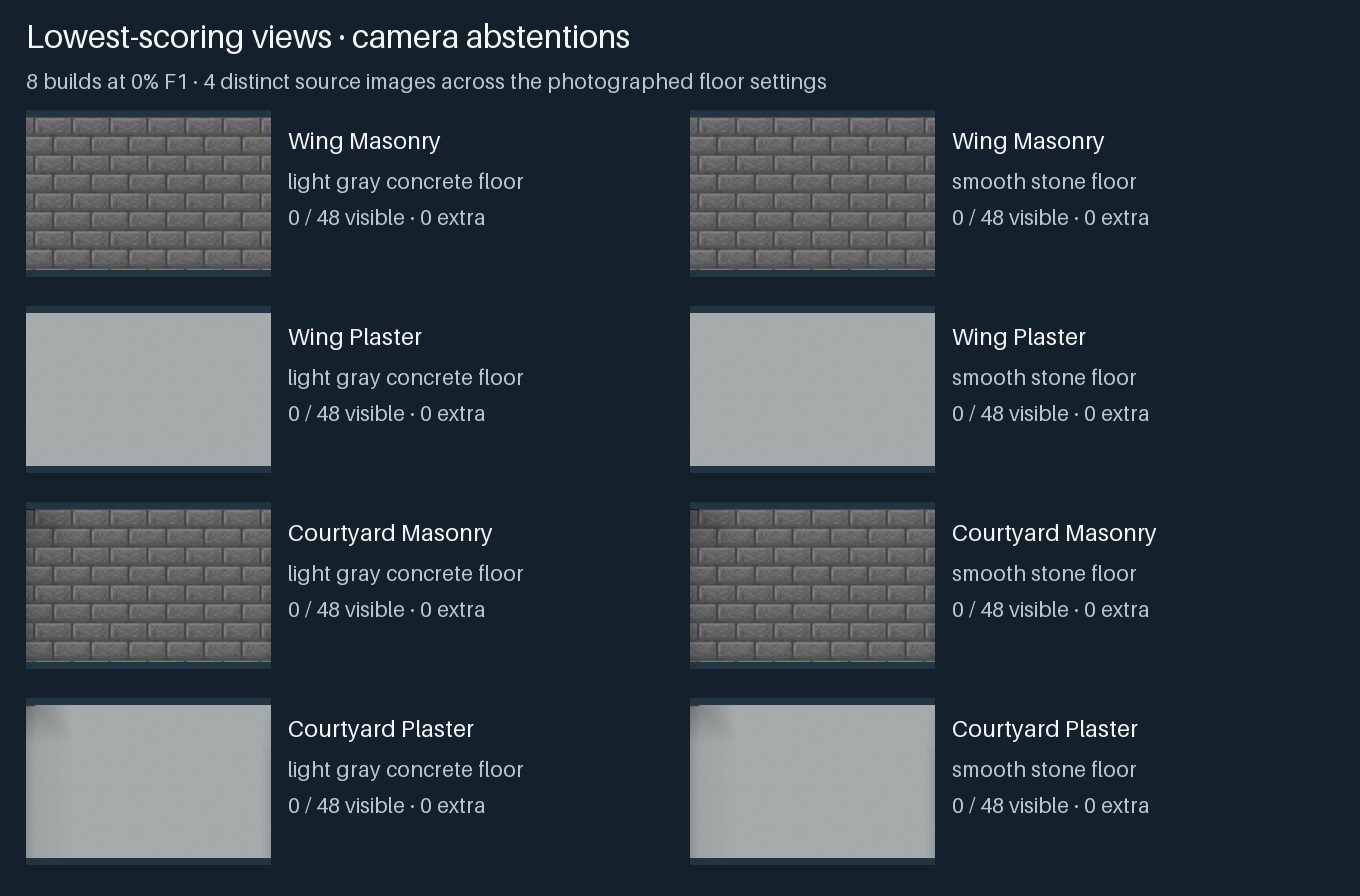 Lowest-scoring views · camera abstentions
8 builds at 0% F1 · 4 distinct source images across the photographed floor settings
Wing Masonry
light gray concrete floor
0 / 48 visible · 0 extra
Wing Masonry
smooth stone floor
0 / 48 visible · 0 extra
Wing Plaster
light gray concrete floor
0 / 48 visible · 0 extra
Wing Plaster
smooth stone floor
0 / 48 visible · 0 extra
Courtyard Masonry
light gray concrete floor
0 / 48 visible · 0 extra
Courtyard Masonry
smooth stone floor
0 / 48 visible · 0 extra
Courtyard Plaster
light gray concrete floor
0 / 48 visible · 0 extra
Courtyard Plaster
smooth stone floor
0 / 48 visible · 0 extra